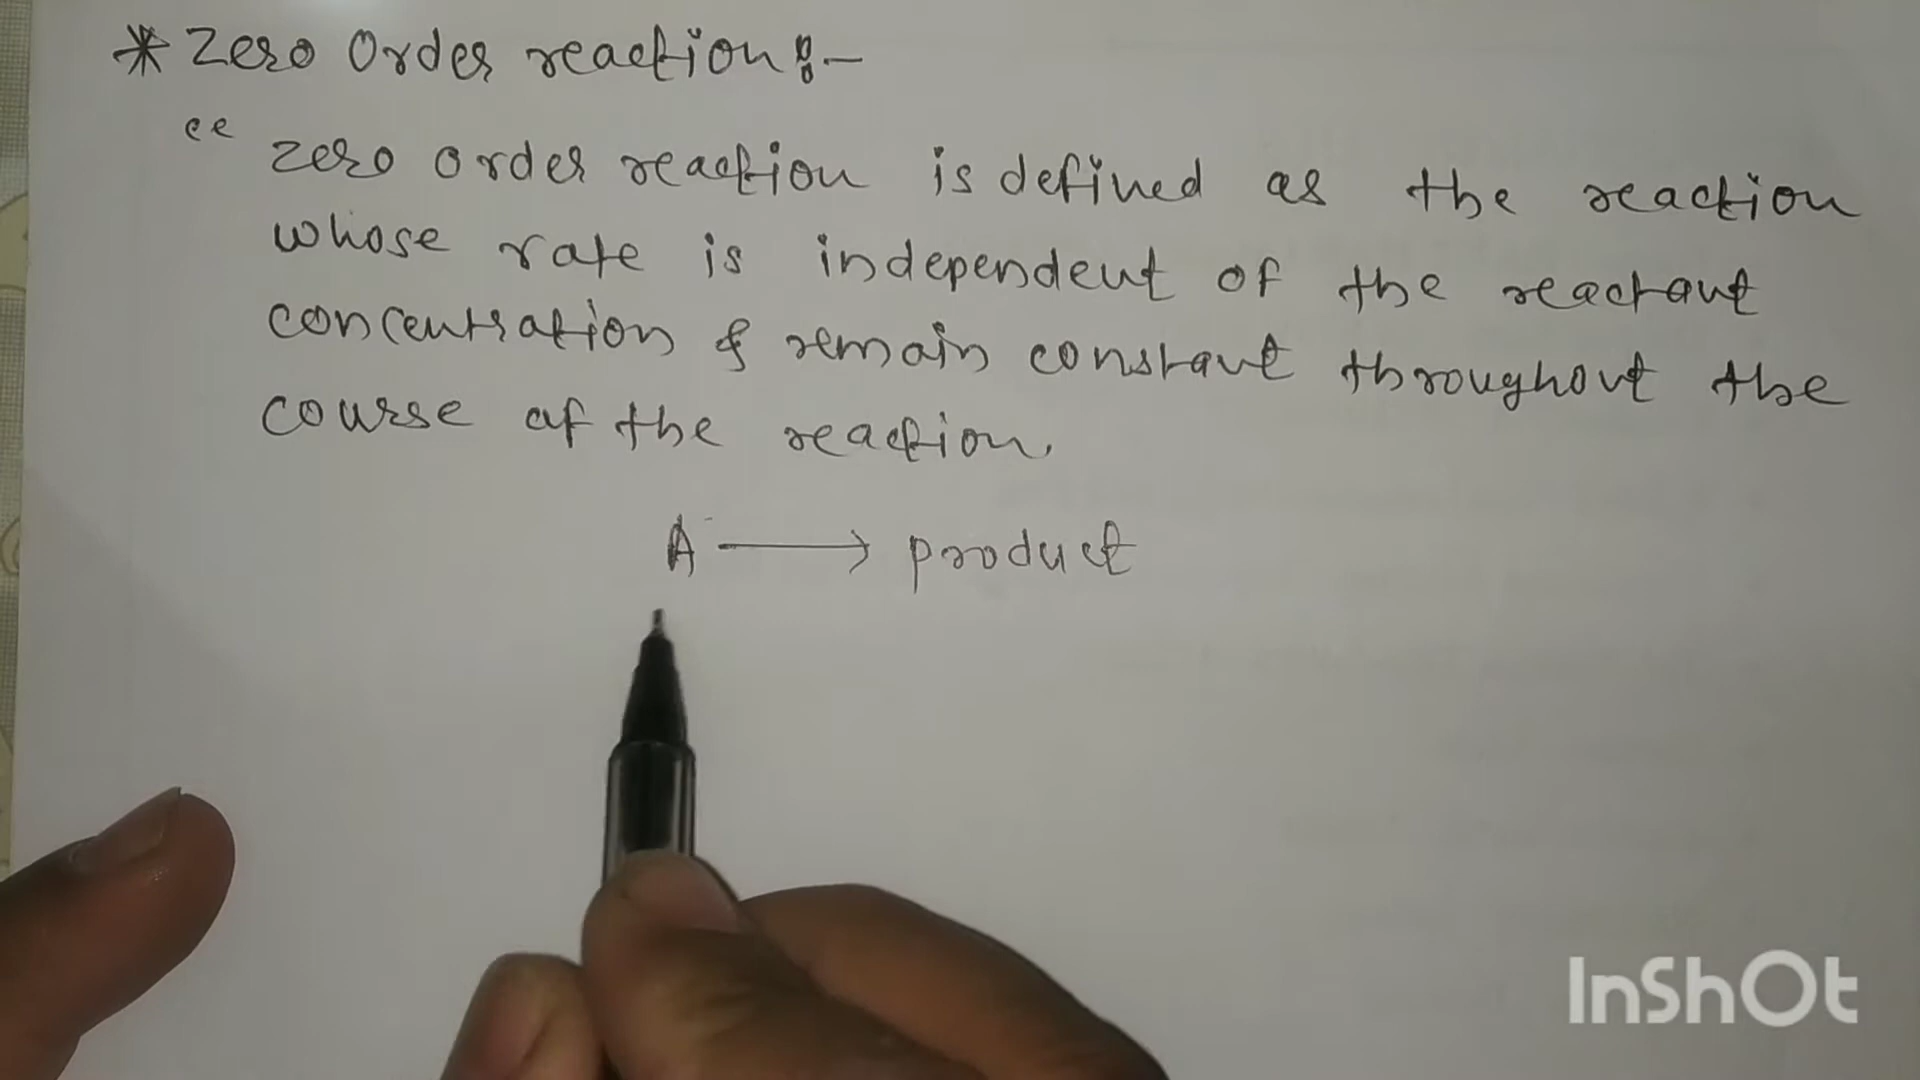 * Zero Order reaction :-
“ zero order reaction is defined as the reaction
whose rate is independent of the reactant
concentration & remain constant throughout the
course of the reaction.
A ⟶ product
InShOt